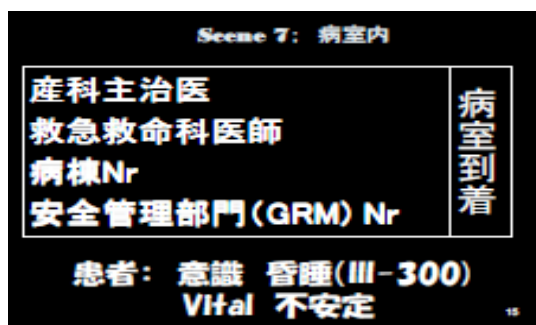 Scene 7: 病室内
産科主治医
救急救命科医師
病棟Nr
安全管理部門(GRM) Nr
病室到着
患者: 意識 昏睡(III-300)
Vital 不安定
15